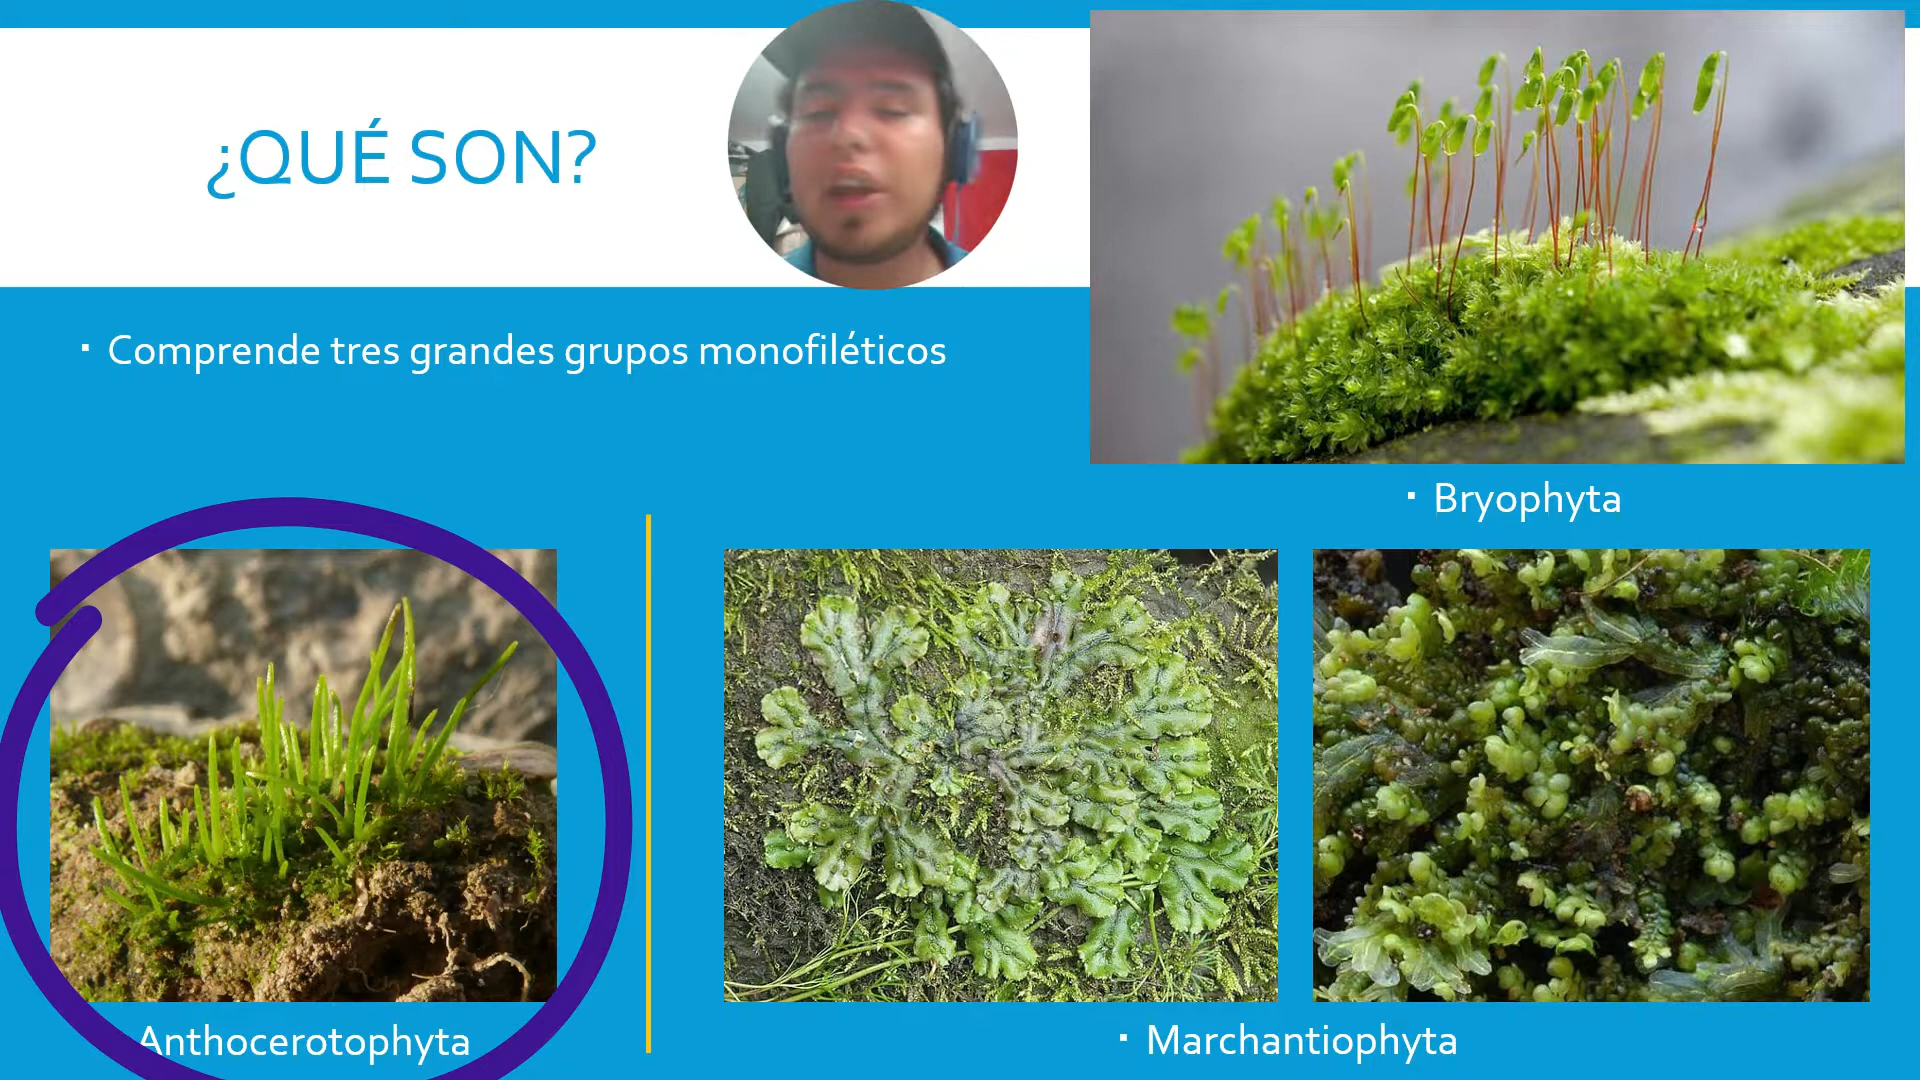 ¿QUÉ SON?
▪ Comprende tres grandes grupos monofiléticos
▪ Bryophyta
Anthocerotophyta
▪ Marchantiophyta